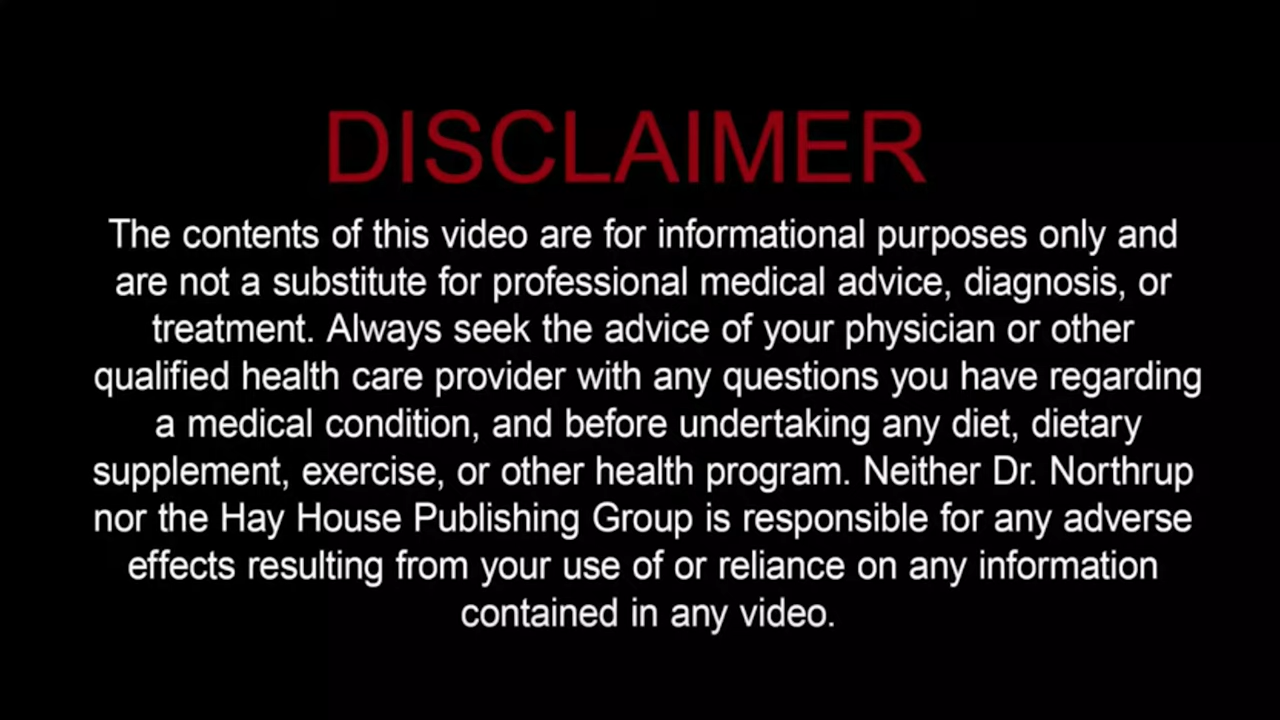 DISCLAIMER
The contents of this video are for informational purposes only and
are not a substitute for professional medical advice, diagnosis, or
treatment. Always seek the advice of your physician or other
qualified health care provider with any questions you have regarding
a medical condition, and before undertaking any diet, dietary
supplement, exercise, or other health program. Neither Dr. Northrup
nor the Hay House Publishing Group is responsible for any adverse
effects resulting from your use of or reliance on any information
contained in any video.